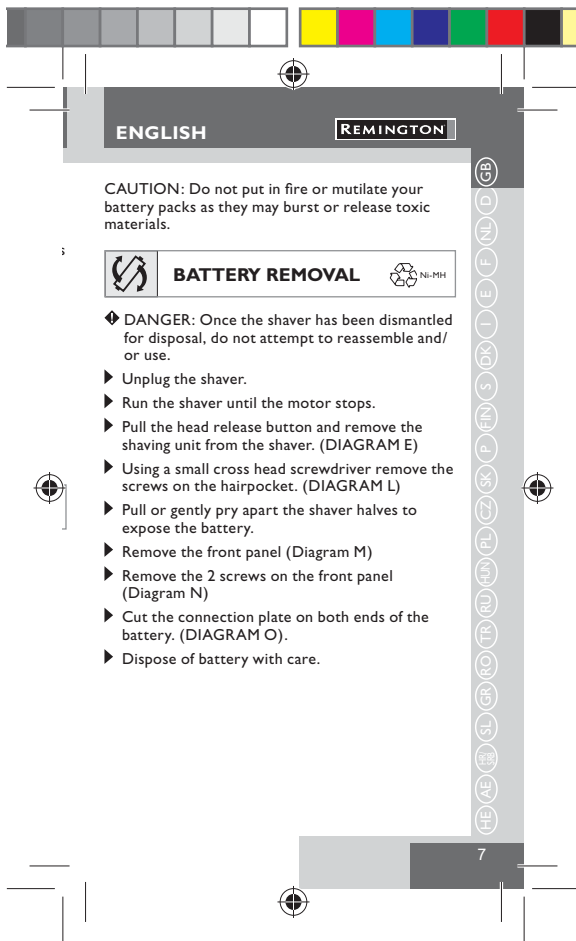 ENGLISH
REMINGTON
CAUTION: Do not put in fire or mutilate your
battery packs as they may burst or release toxic
materials.
s
BATTERY REMOVAL
Ni-MH
DANGER: Once the shaver has been dismantled
for disposal, do not attempt to reassemble and/
or use.
Unplug the shaver.
Run the shaver until the motor stops.
Pull the head release button and remove the
shaving unit from the shaver. (DIAGRAM E)
Using a small cross head screwdriver remove the
screws on the hairpocket. (DIAGRAM L)
Pull or gently pry apart the shaver halves to
expose the battery.
Remove the front panel (Diagram M)
Remove the 2 screws on the front panel
(Diagram N)
Cut the connection plate on both ends of the
battery. (DIAGRAM O).
Dispose of battery with care.
GB
D
NL
F
E
I
DK
S
FIN
P
SK
CZ
PL
HUN
RU
TR
RO
GR
SL
HR/
SRB
AE
HE
7